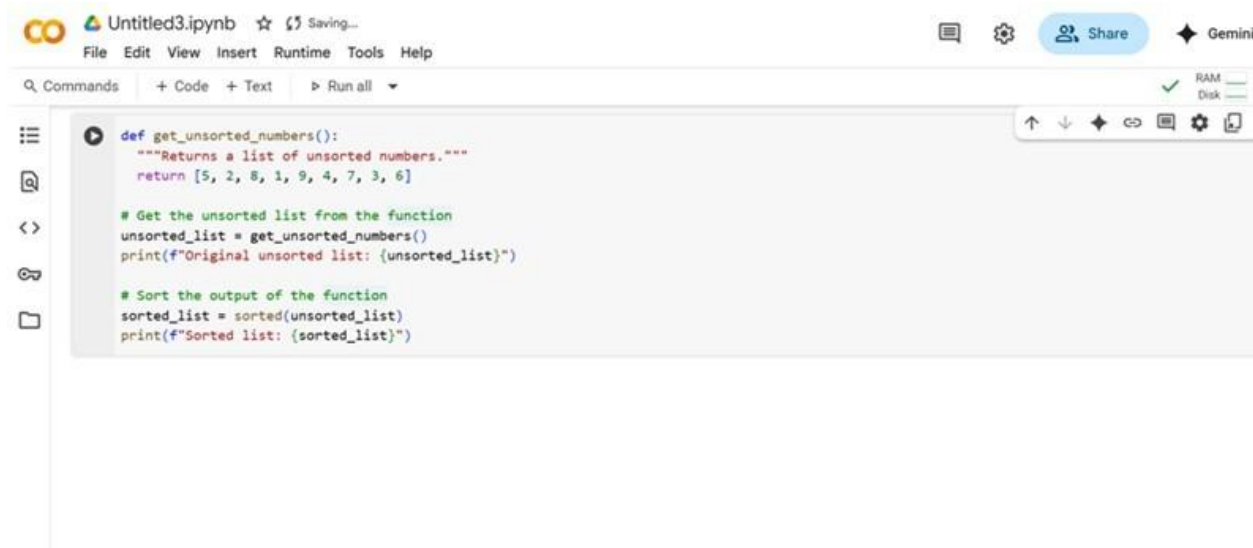 CO Untitled3.ipynb Saving...
File Edit View Insert Runtime Tools Help
Share
Gemini
Commands + Code + Text Run all
RAM
Disk
def get_unsorted_numbers():
"""Returns a list of unsorted numbers."""
return [5, 2, 8, 1, 9, 4, 7, 3, 6]
# Get the unsorted list from the function
unsorted_list = get_unsorted_numbers()
print(f"Original unsorted list: {unsorted_list}")
# Sort the output of the function
sorted_list = sorted(unsorted_list)
print(f"Sorted list: {sorted_list}")